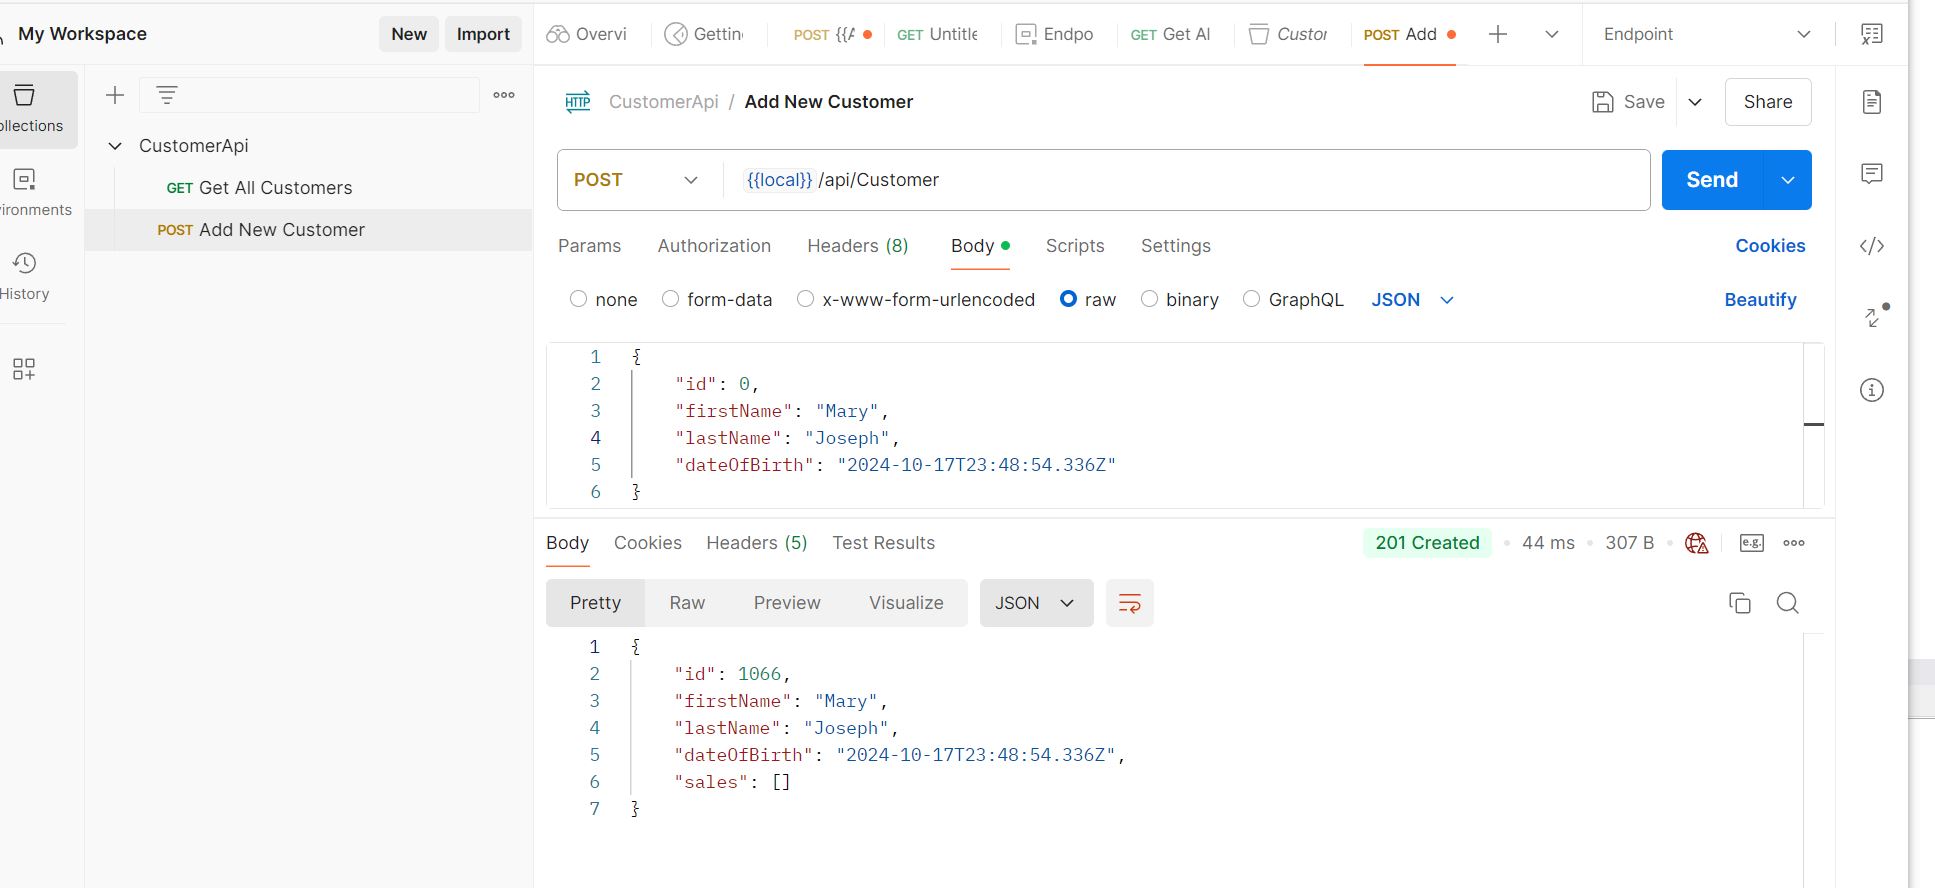 My Workspace
New
Import
Overvi
Gettin
POST {{A
GET Untitle
Endpo
GET Get Al
Custor
POST Add
Endpoint
ollections
CustomerApi / Add New Customer
Save
Share
CustomerApi
POST
{{local}} /api/Customer
Send
ironments
GET Get All Customers
POST Add New Customer
Params
Authorization
Headers (8)
Body
Scripts
Settings
Cookies
History
none
form-data
x-www-form-urlencoded
raw
binary
GraphQL
JSON
Beautify
1 {
2 "id": 0,
3 "firstName": "Mary",
4 "lastName": "Joseph",
5 "dateOfBirth": "2024-10-17T23:48:54.336Z"
6 }
Body
Cookies
Headers (5)
Test Results
201 Created
44 ms
307 B
e.g.
Pretty
Raw
Preview
Visualize
JSON
1 {
2 "id": 1066,
3 "firstName": "Mary",
4 "lastName": "Joseph",
5 "dateOfBirth": "2024-10-17T23:48:54.336Z",
6 "sales": []
7 }